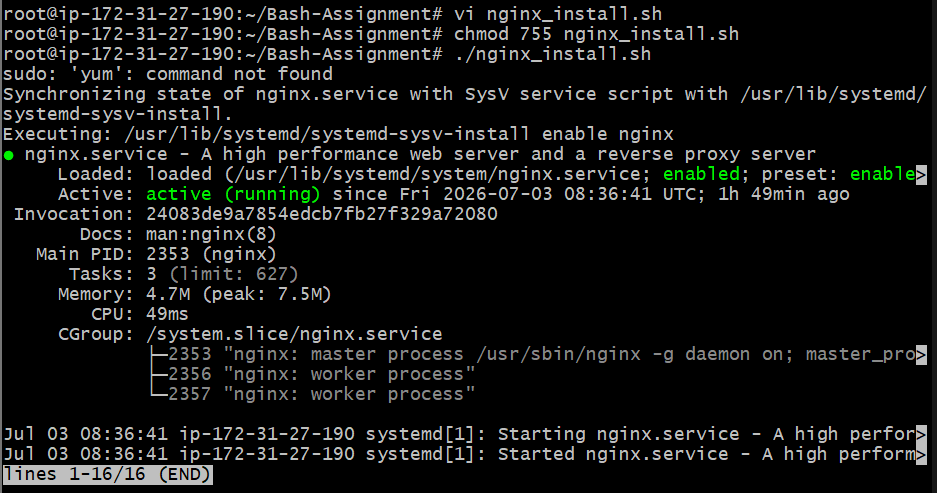 root@ip-172-31-27-190:~/Bash-Assignment# vi nginx_install.sh
root@ip-172-31-27-190:~/Bash-Assignment# chmod 755 nginx_install.sh
root@ip-172-31-27-190:~/Bash-Assignment# ./nginx_install.sh
sudo: 'yum': command not found
Synchronizing state of nginx.service with SysV service script with /usr/lib/systemd/
systemd-sysv-install.
Executing: /usr/lib/systemd/systemd-sysv-install enable nginx
● nginx.service - A high performance web server and a reverse proxy server
     Loaded: loaded (/usr/lib/systemd/system/nginx.service; enabled; preset: enable>
     Active: active (running) since Fri 2026-07-03 08:36:41 UTC; 1h 49min ago
 Invocation: 24083de9a7854edcb7fb27f329a72080
       Docs: man:nginx(8)
   Main PID: 2353 (nginx)
      Tasks: 3 (limit: 627)
     Memory: 4.7M (peak: 7.5M)
        CPU: 49ms
     CGroup: /system.slice/nginx.service
             ├─2353 "nginx: master process /usr/sbin/nginx -g daemon on; master_pro>
             ├─2356 "nginx: worker process"
             └─2357 "nginx: worker process"

Jul 03 08:36:41 ip-172-31-27-190 systemd[1]: Starting nginx.service - A high perfor>
Jul 03 08:36:41 ip-172-31-27-190 systemd[1]: Started nginx.service - A high perform>
lines 1-16/16 (END)